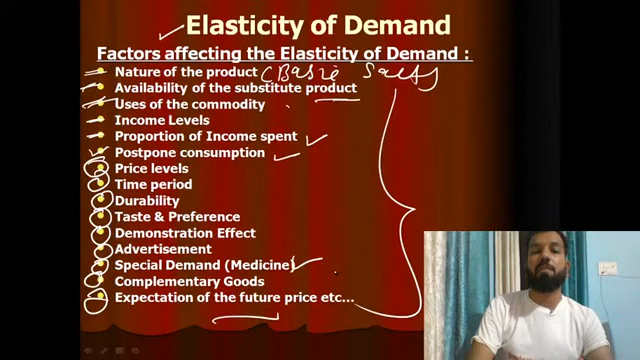 Elasticity of Demand
Factors affecting the Elasticity of Demand :
Nature of the product (Basic
Availability of the substitute product
Uses of the commodity
Income Levels
Proportion of Income spent
Postpone consumption
Price levels
Time period
Durability
Taste & Preference
Demonstration Effect
Advertisement
Special Demand (Medicine)
Complementary Goods
Expectation of the future price etc...